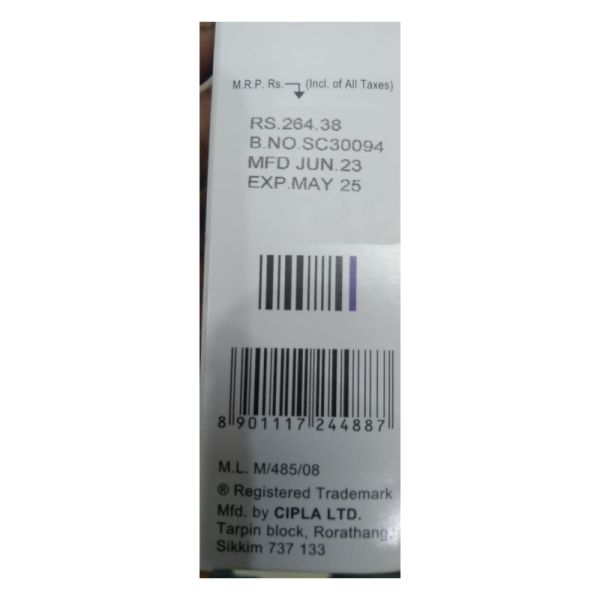 M.R.P. Rs. (Incl. of All Taxes)
RS.264.38
B.NO.SC30094
MFD JUN.23
EXP.MAY 25
8 901117 244887
M.L. M/485/08
® Registered Trademark
Mfd. by CIPLA LTD.
Tarpin block, Rorathang,
Sikkim 737 133